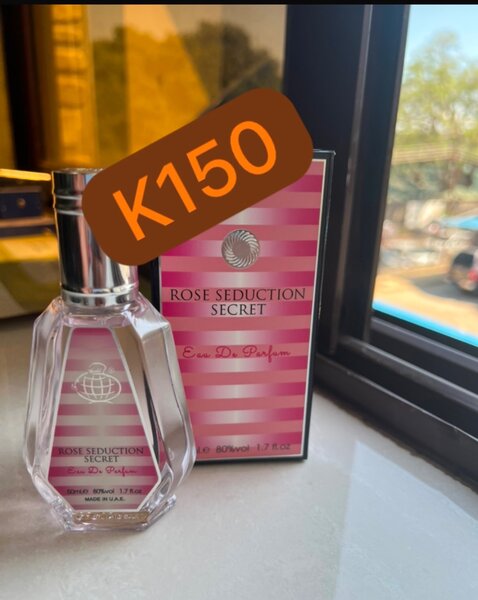 K150
ROSE SEDUCTION
SECRET
Eau De Parfum
80%vol 1.7 fl.oz
ROSE SEDUCTION
SECRET
Eau De Parfum
50ml e 80%vol 1.7 fl.oz
MADE IN U.A.E.